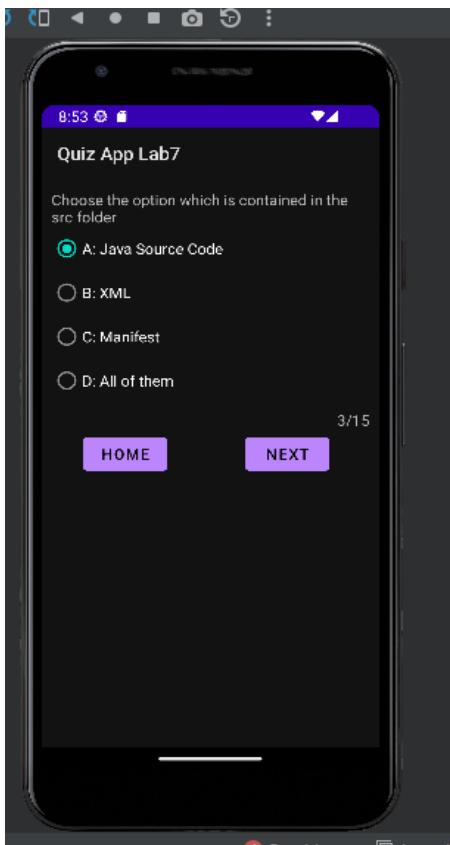 8:53
Quiz App Lab7
Choose the option which is contained in the
src folder
A: Java Source Code
B: XML
C: Manifest
D: All of them
3/15
HOME
NEXT